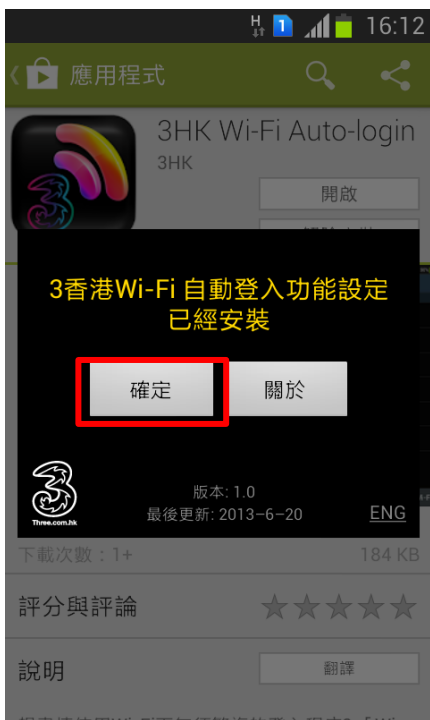 H 1 16:12
應用程式
3HK Wi-Fi Auto-login
3HK
開啟
3香港Wi-Fi 自動登入功能設定
已經安裝
確定
關於
版本: 1.0
最後更新: 2013-6-20
ENG
Three.com.hk
下載次數：1+
184 KB
評分與評論
說明
翻譯